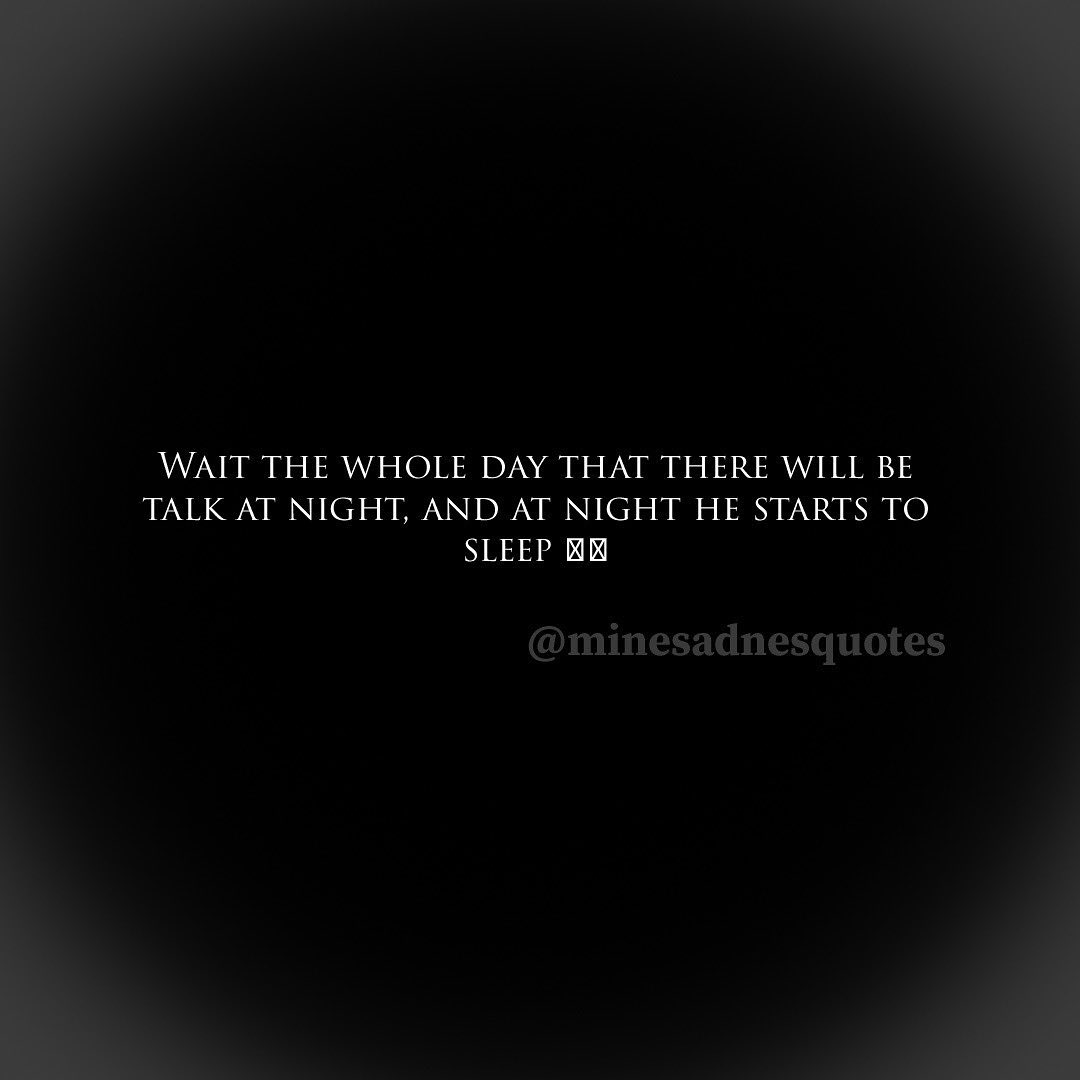 Wait the whole day that there will be
talk at night, and at night he starts to
sleep
@minesadnesquotes